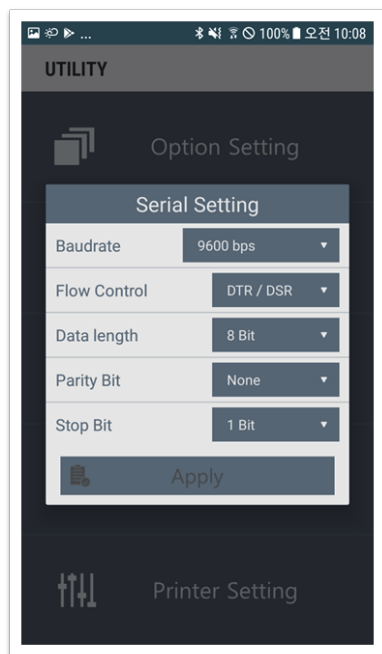 ... 100% 오전 10:08
UTILITY
Option Setting
Serial Setting
Baudrate 9600 bps
Flow Control DTR / DSR
Data length 8 Bit
Parity Bit None
Stop Bit 1 Bit
Apply
Printer Setting